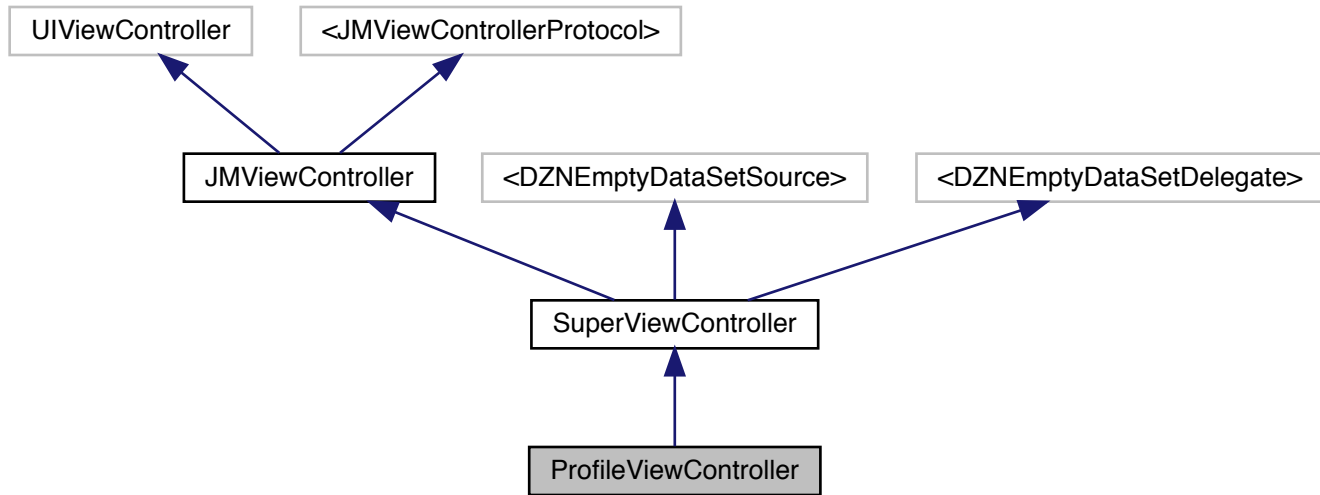 UIViewController
<JMViewControllerProtocol>
JMViewController
<DZNEmptyDataSetSource>
<DZNEmptyDataSetDelegate>
SuperViewController
ProfileViewController